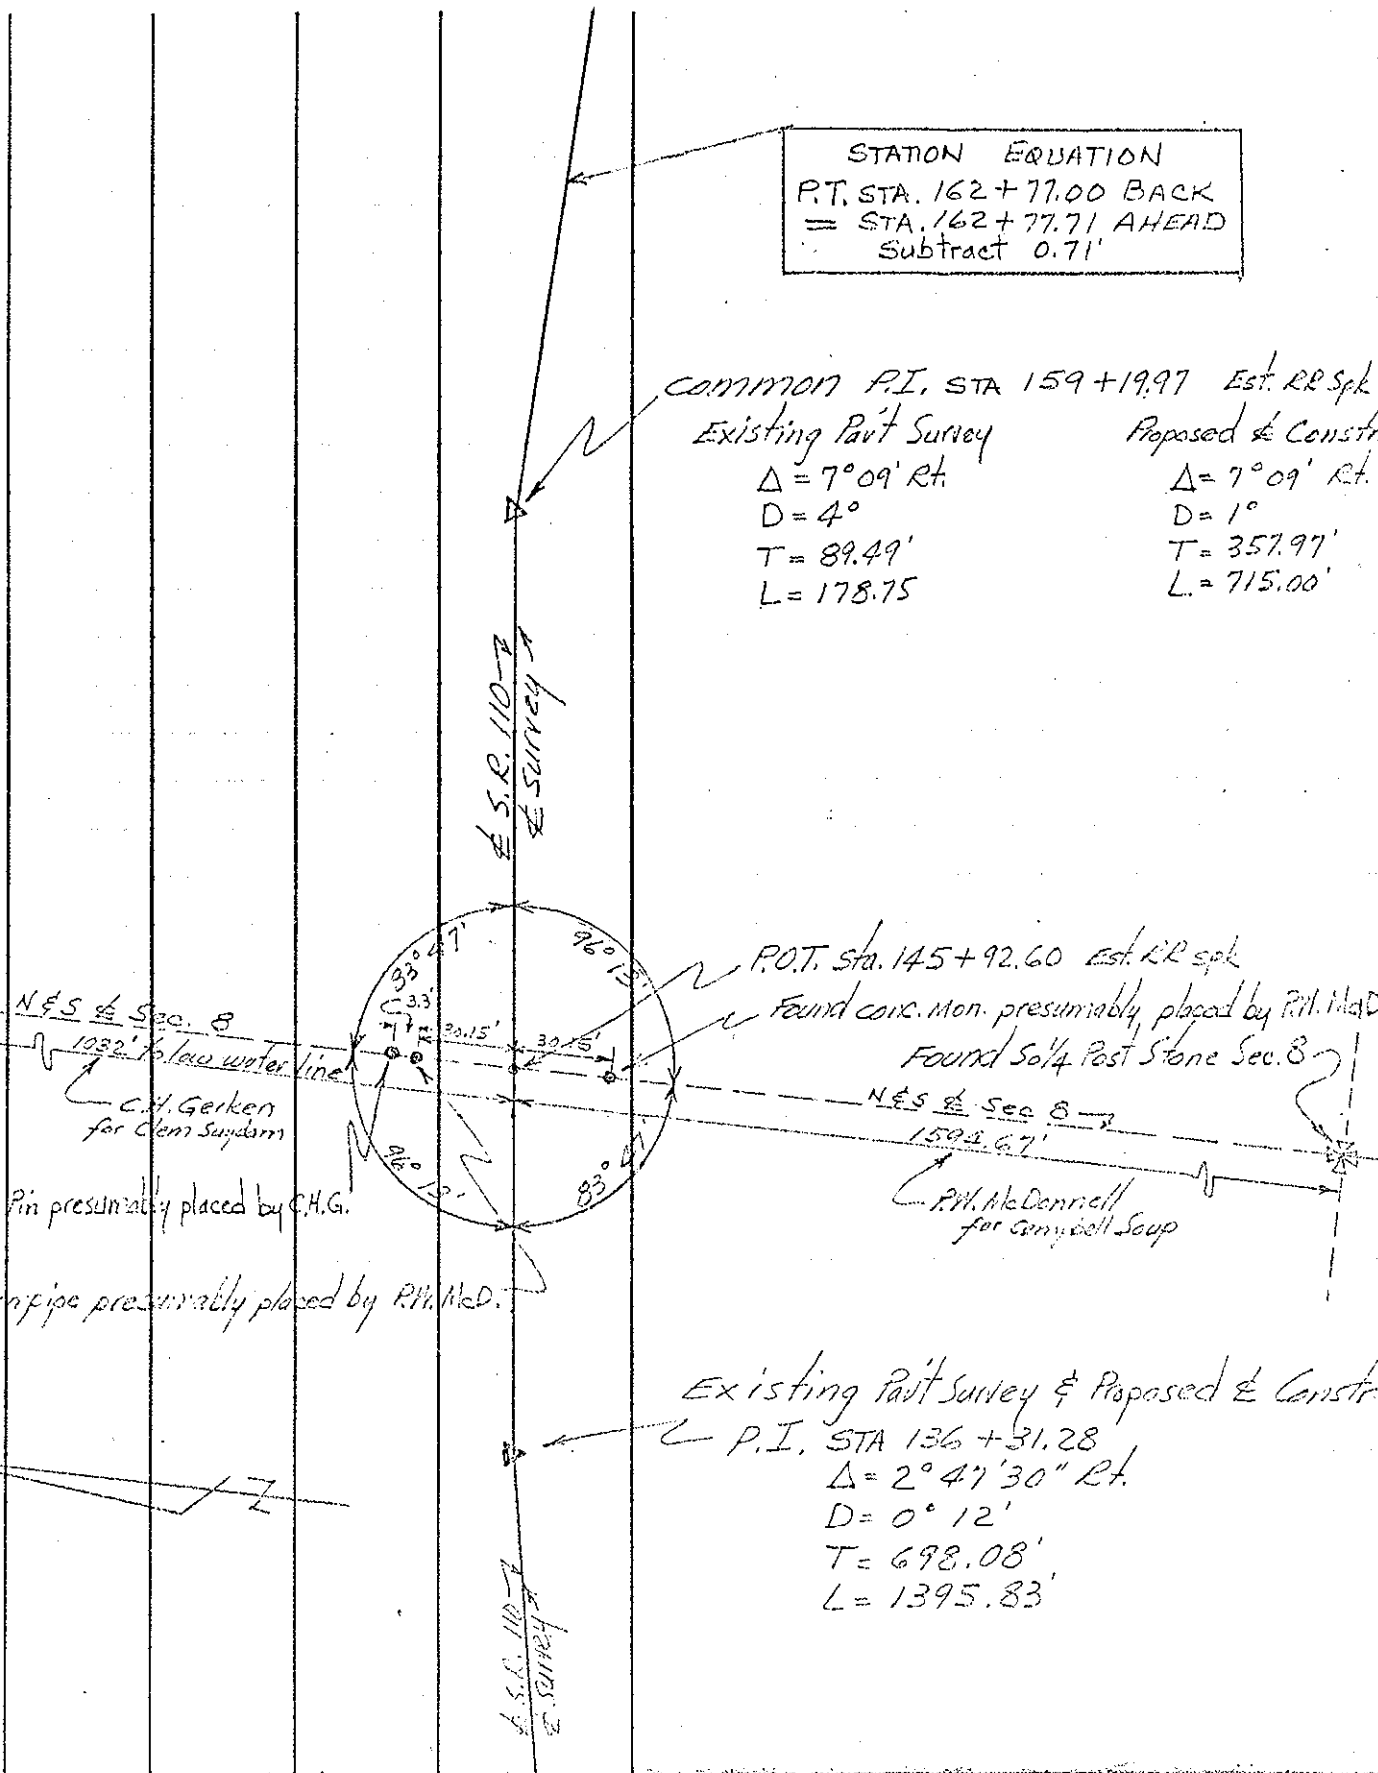 STATION EQUATION
P.T. STA. 162+77.00 BACK
= STA. 162+77.71 AHEAD
Subtract 0.71'
Common P.I. STA 159+19.97 Est. RR Spk
Existing Pav't Survey
Δ = 7°09' Rt.
D = 4°
T = 89.49'
L = 178.75
Proposed ℄ Constr
Δ = 7°09' Rt.
D = 1°
T = 357.97'
L = 715.00'
℄ S.R. 110
℄ Survey
83° 47'
96° 13'
P.O.T. Sta. 145+92.60 Est. RR spk
Found conc. Mon. presumably placed by P.W. McD
Found So 1/4 Post Stone Sec. 8
N & S ℄ Sec. 8
1032' to low water line
3.3'
30.15'
30.15'
C.H. Gerken
for Clem Suydam
N & S ℄ Sec 8
1594.67'
P.W. McDonnell
for Campbell Soup
96° 13'
83° 47'
Pin presumably placed by C.H.G.
pipe presumably placed by P.W. McD.
Existing Pav't Survey & Proposed ℄ Constr.
P.I. STA 136+31.28
Δ = 2°47'30" Rt.
D = 0° 12'
T = 698.08'
L = 1395.83'
Z
℄ S.R. 110
℄ Survey